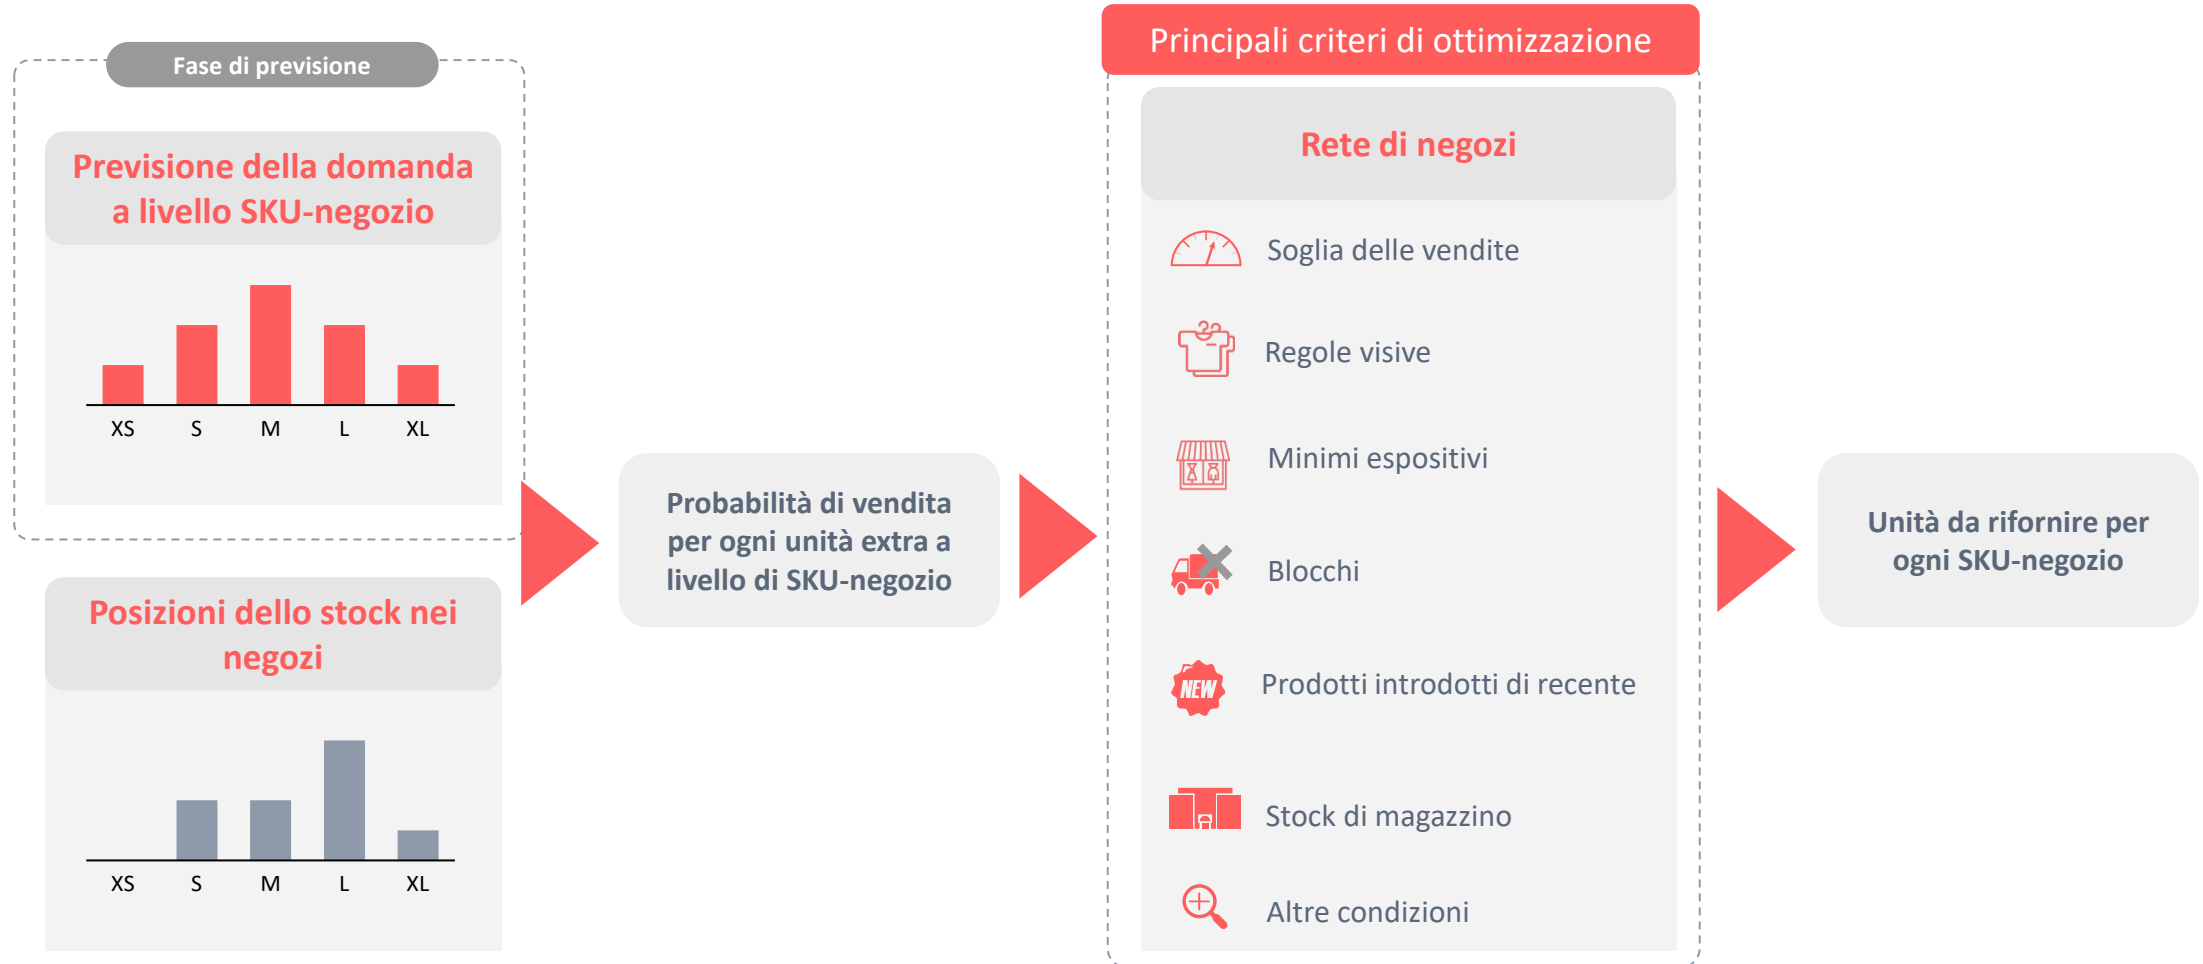 Fase di previsione
Previsione della domanda
a livello SKU-negozio
XS S M L XL
Posizioni dello stock nei
negozi
XS S M L XL
Probabilità di vendita
per ogni unità extra a
livello di SKU-negozio
Principali criteri di ottimizzazione
Rete di negozi
Soglia delle vendite
Regole visive
Minimi espositivi
Blocchi
NEW
Prodotti introdotti di recente
Stock di magazzino
Altre condizioni
Unità da rifornire per
ogni SKU-negozio